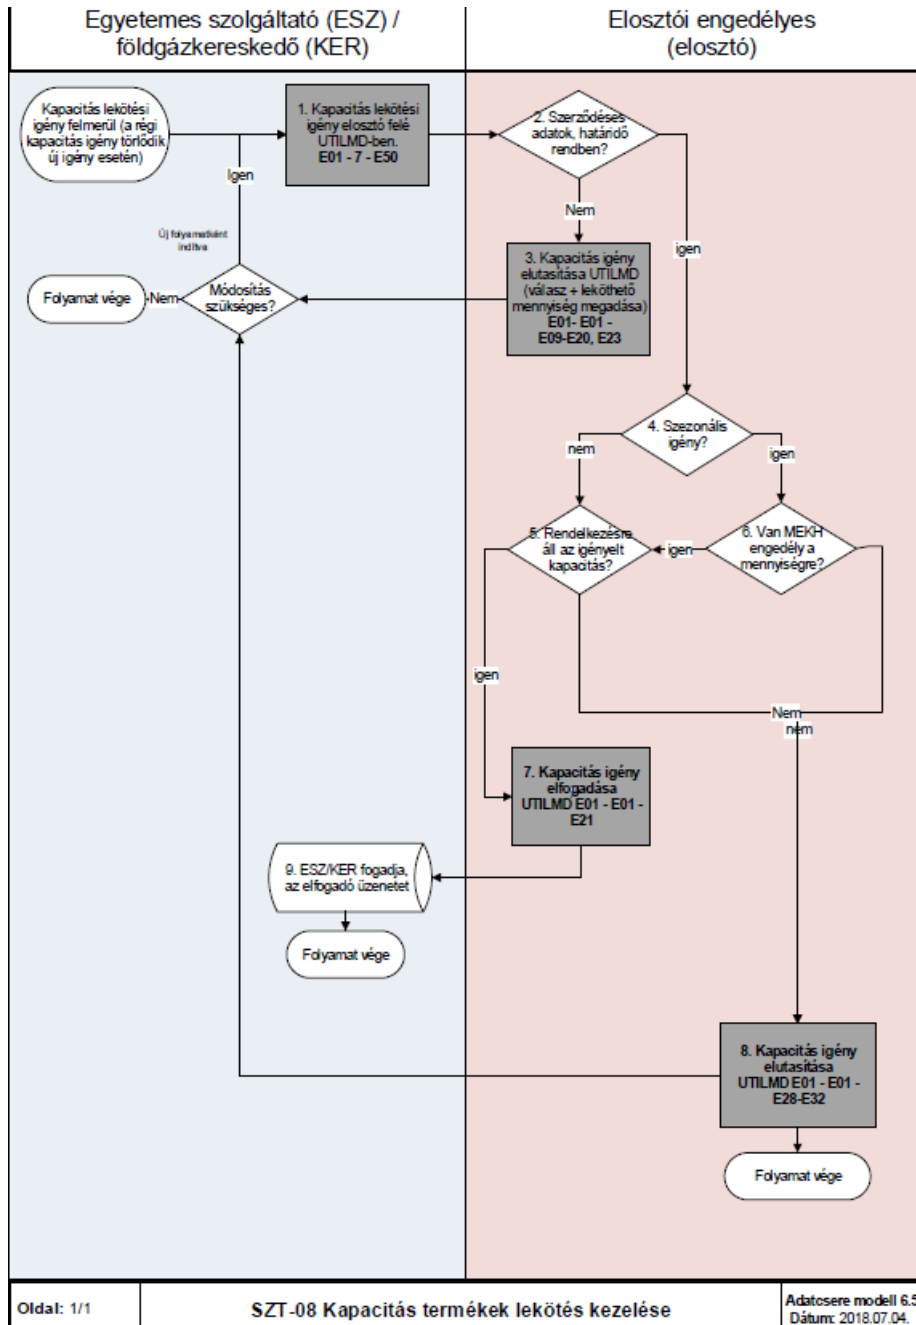 Egyetemes szolgáltató (ESZ) /
földgázkereskedő (KER)
Elosztói engedélyes
(elosztó)
Kapacitás lekötési
igény felmerül (a régi
kapacitás igény törlődik
új igény esetén)
1. Kapacitás lekötési
igény elosztó felé
UTILMD-ben.
E01 - 7 - E50
2. Szerződéses
adatok, határidő
rendben?
Igen
Nem
igen
Új folyamatként
indítva
3. Kapacitás igény
elutasítása UTILMD
(válasz + leköthető
mennyiség megadása)
E01- E01 -
E09-E20, E23
Folyamat vége
Nem
Módosítás
szükséges?
4. Szezonális
igény?
nem
igen
5. Rendelkezésre
áll az igényelt
kapacitás?
igen
6. Van MEKH
engedély a
mennyiségre?
igen
Nem
nem
7. Kapacitás igény
elfogadása
UTILMD E01 - E01 -
E21
9. ESZ/KER fogadja,
az elfogadó üzenetet
Folyamat vége
8. Kapacitás igény
elutasítása
UTILMD E01 - E01 -
E28-E32
Folyamat vége
Oldal: 1/1
SZT-08 Kapacitás termékek lekötés kezelése
Adatcsere modell 6.5
Dátum: 2018.07.04.